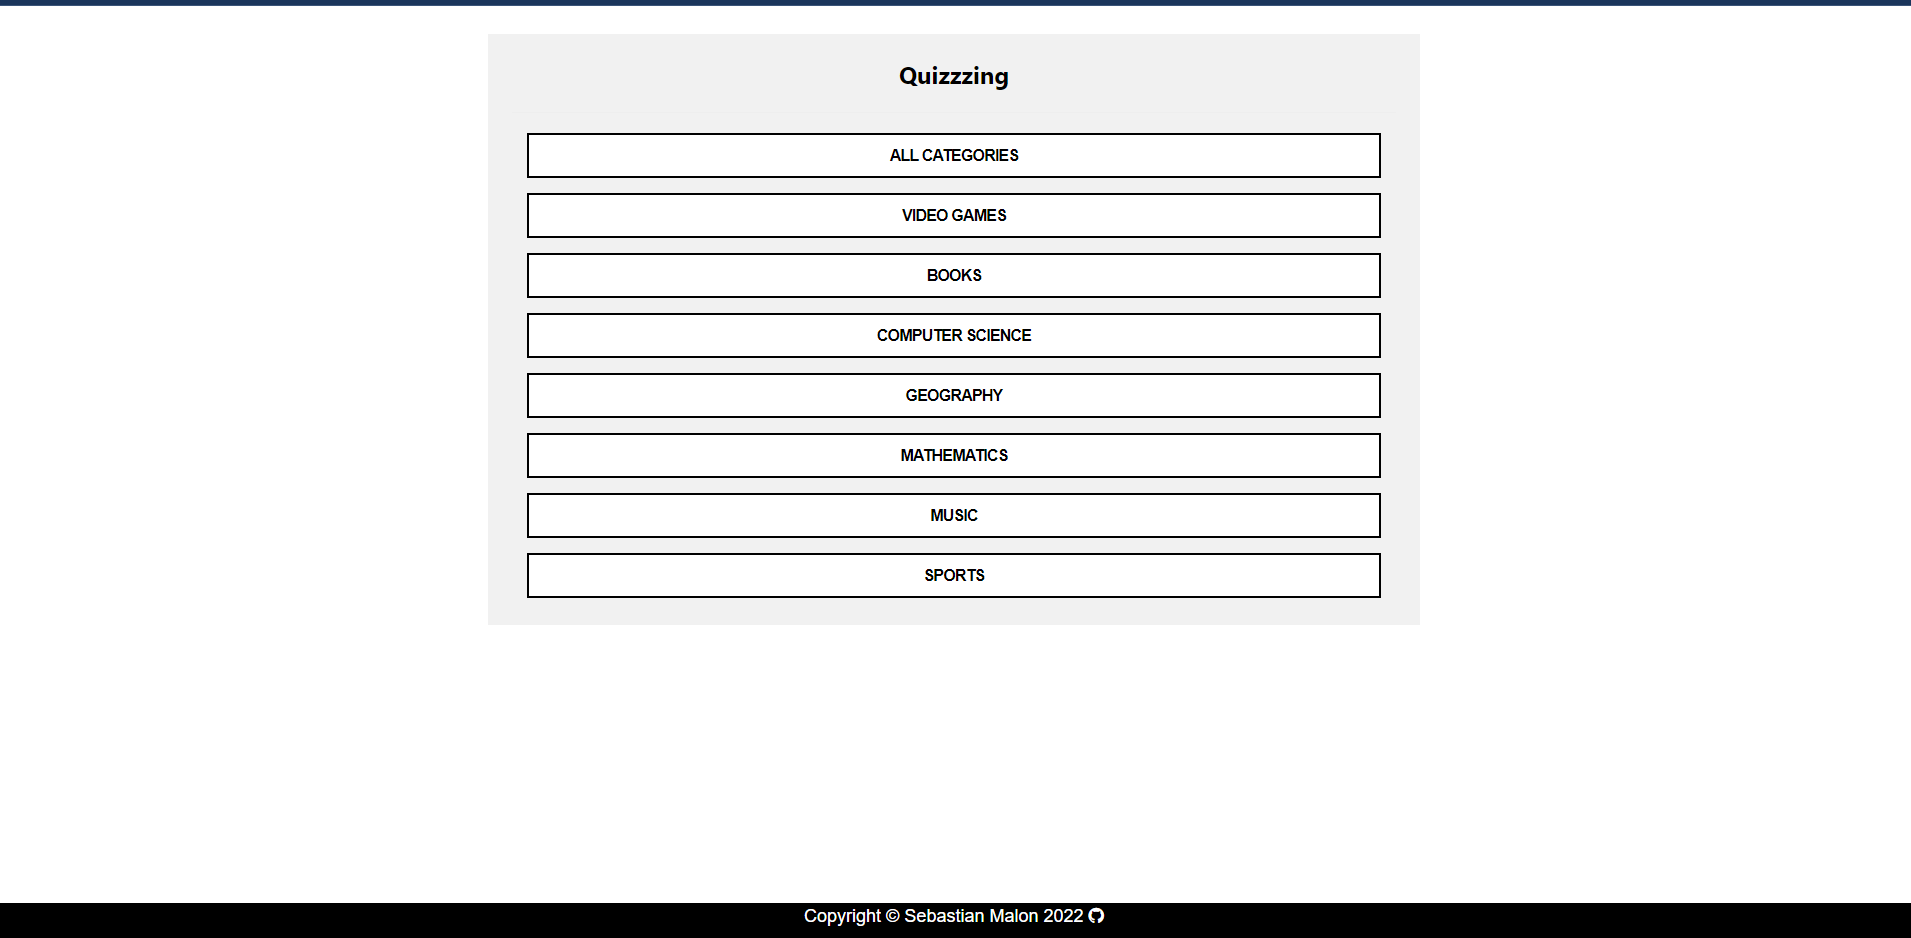 Quizzzing
ALL CATEGORIES
VIDEO GAMES
BOOKS
COMPUTER SCIENCE
GEOGRAPHY
MATHEMATICS
MUSIC
SPORTS
Copyright © Sebastian Malon 2022